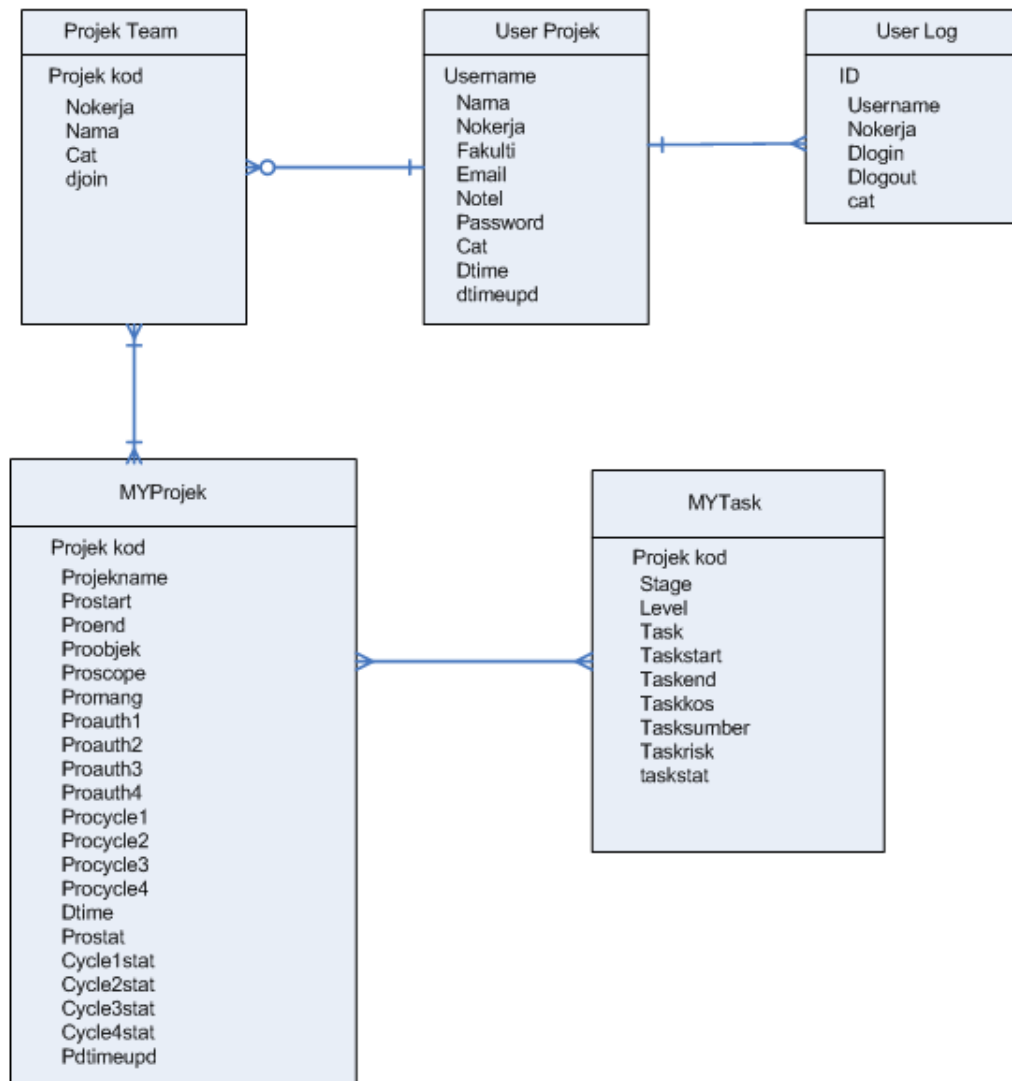 Projek Team
Projek kod
Nokerja
Nama
Cat
djoin
User Projek
Username
Nama
Nokerja
Fakulti
Email
Notel
Password
Cat
Dtime
dtimeupd
User Log
ID
Username
Nokerja
Dlogin
Dlogout
cat
MYProjek
Projek kod
Projekname
Prostart
Proend
Proobjek
Proscope
Promang
Proauth1
Proauth2
Proauth3
Proauth4
Procycle1
Procycle2
Procycle3
Procycle4
Dtime
Prostat
Cycle1stat
Cycle2stat
Cycle3stat
Cycle4stat
Pdtimeupd
MYTask
Projek kod
Stage
Level
Task
Taskstart
Taskend
Taskkos
Tasksumber
Taskrisk
taskstat